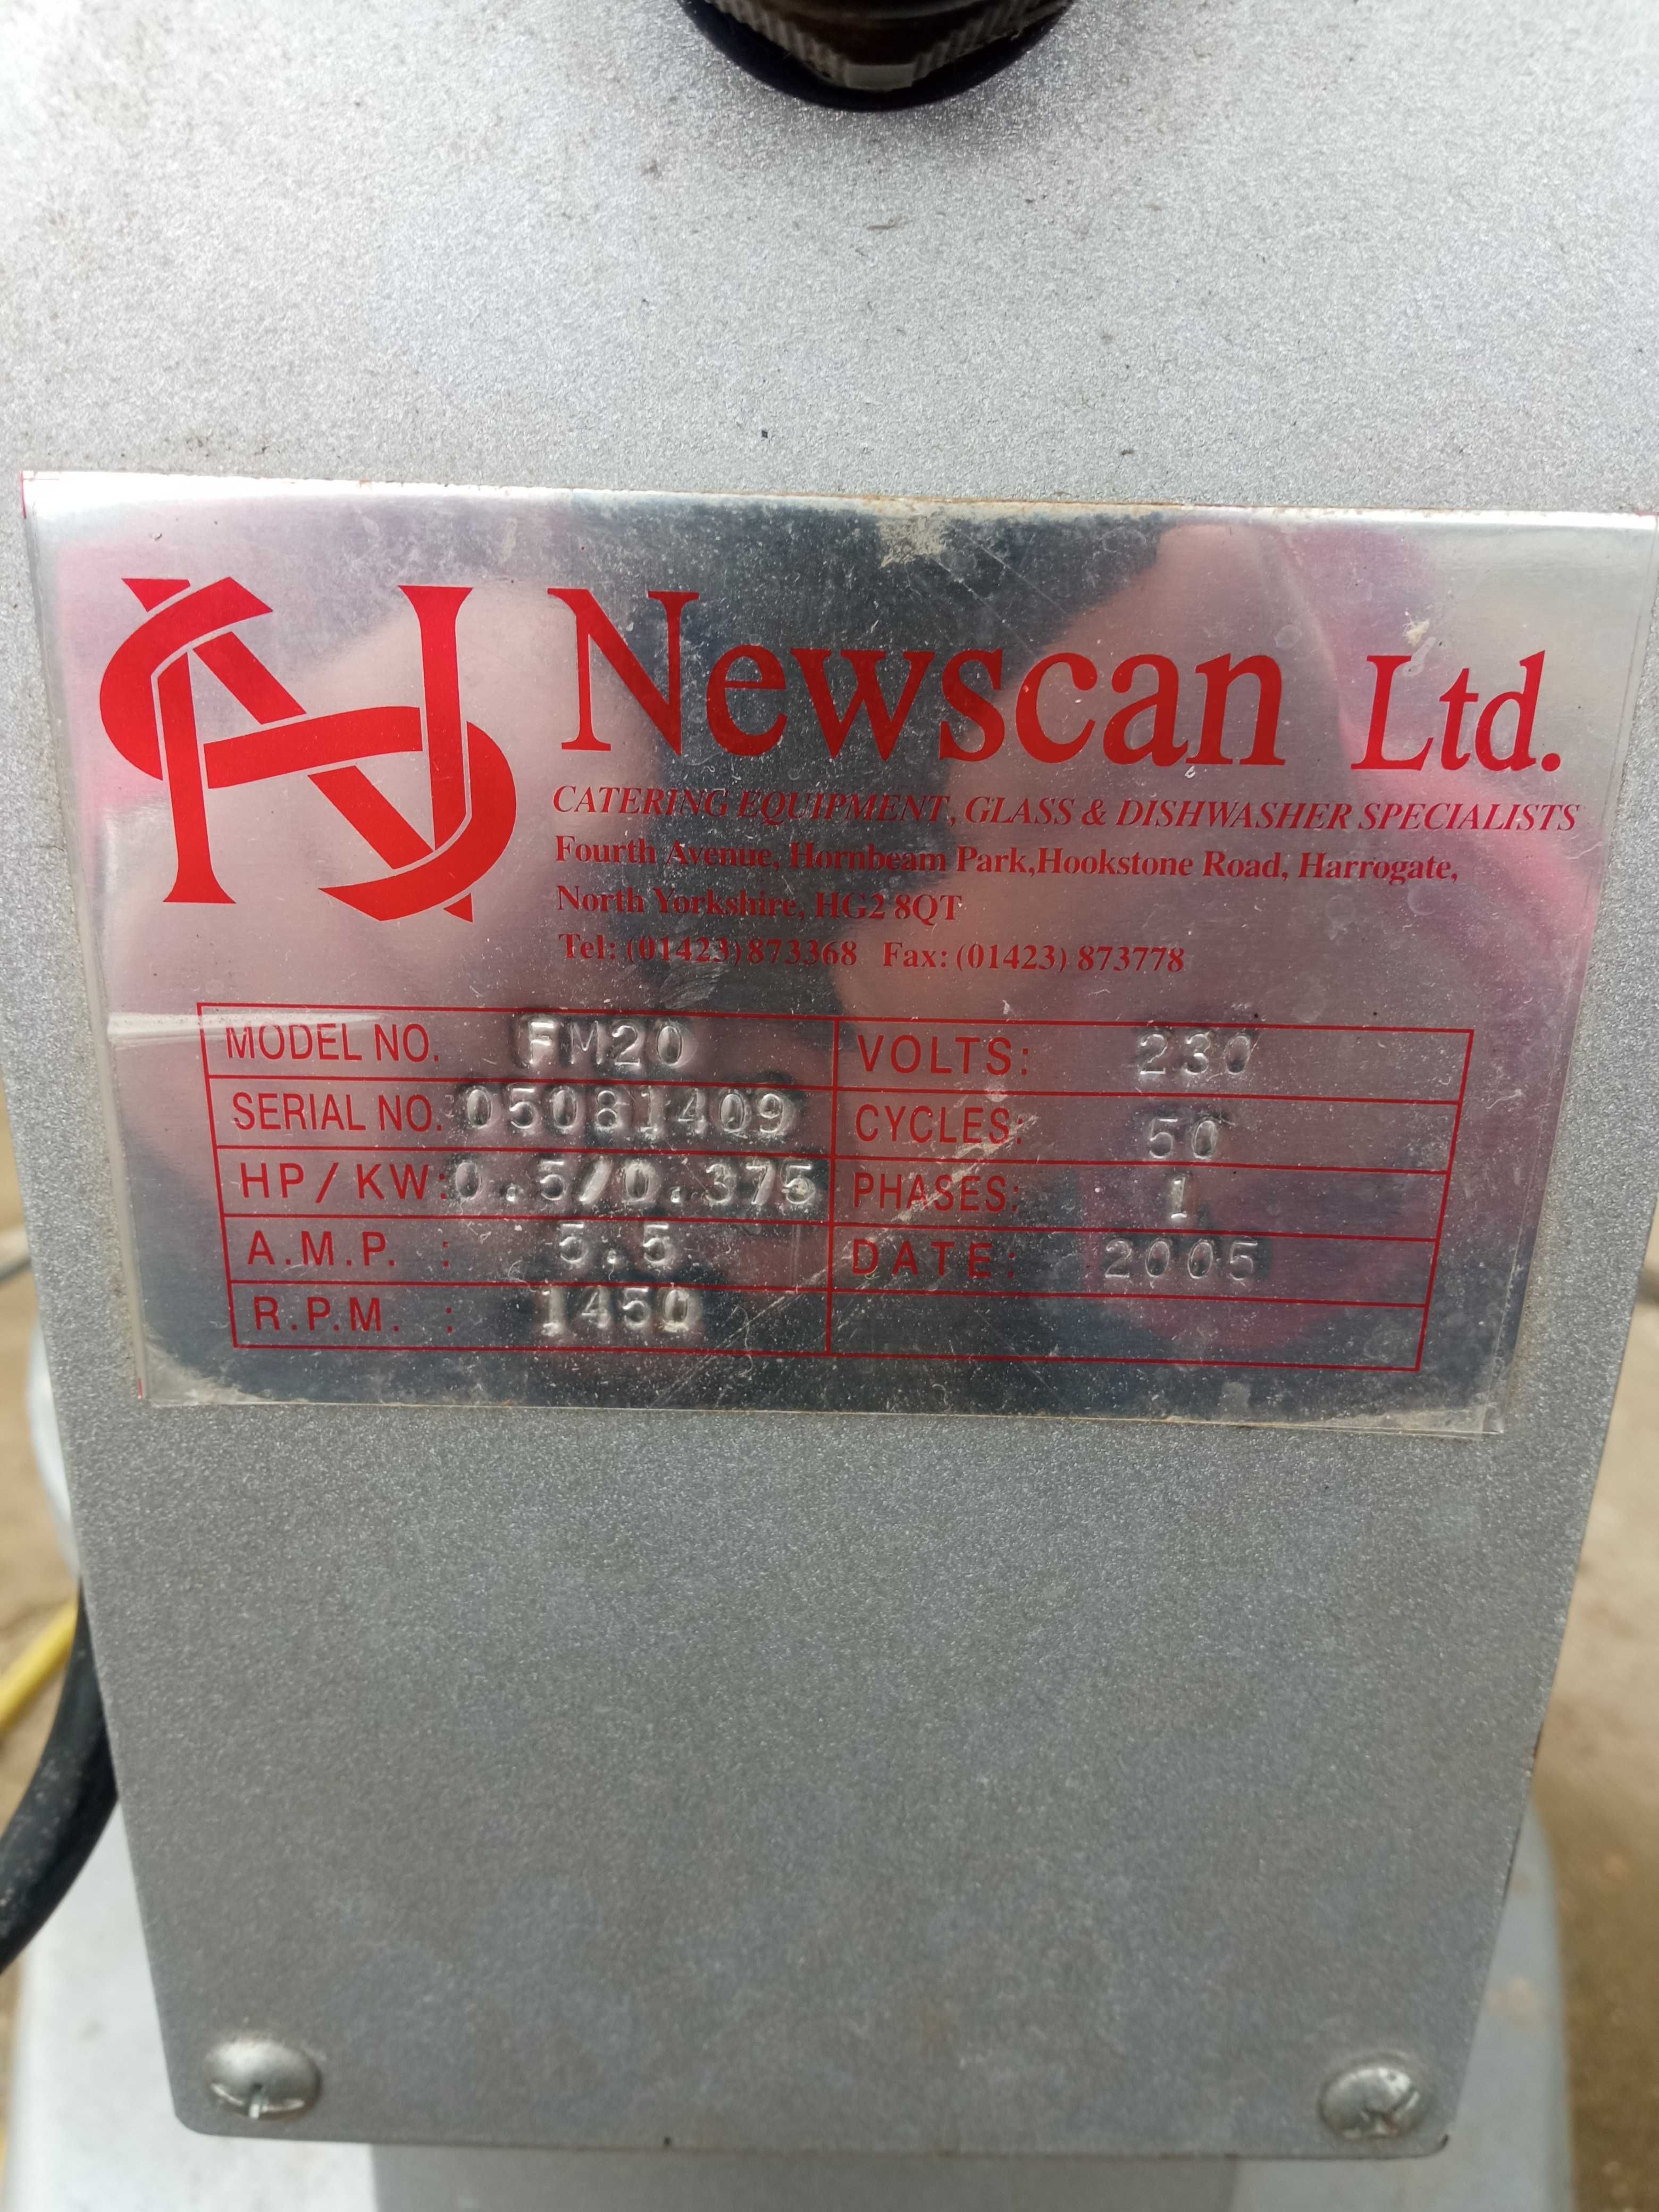 NS Newscan Ltd.
CATERING EQUIPMENT, GLASS & DISHWASHER SPECIALISTS
Fourth Avenue, Hornbeam Park,Hookstone Road, Harrogate,
North Yorkshire, HG2 8QT
Tel: (01423) 873368 Fax: (01423) 873778
MODEL NO. FM20 VOLTS: 230
SERIAL NO. 05081409 CYCLES: 50
HP/KW: 0.5/0.375 PHASES: 1
A.M.P. : 5.5 DATE: 2005
R.P.M. : 1450